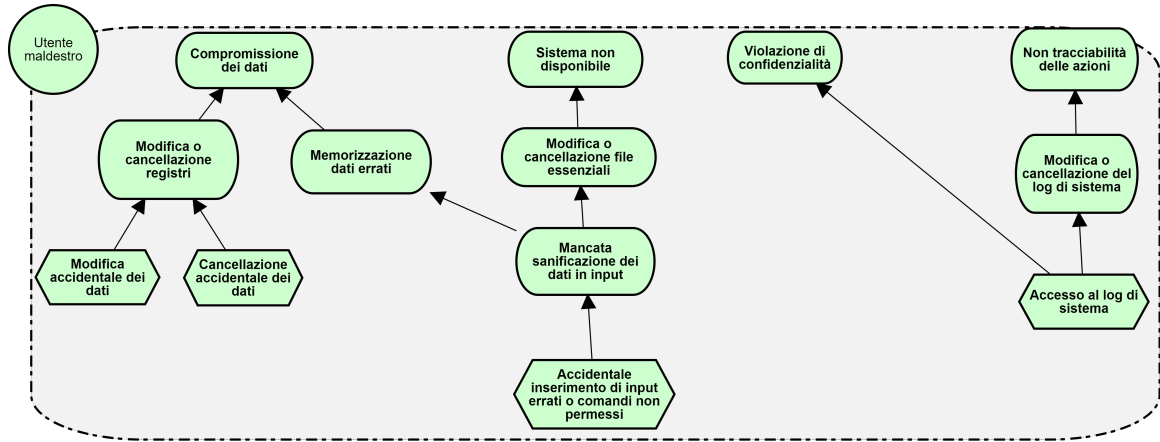 Utente
maldestro
Compromissione
dei dati
Sistema non
disponibile
Violazione di
confidenzialità
Non tracciabilità
delle azioni
Modifica o
cancellazione
registri
Memorizzazione
dati errati
Modifica o
cancellazione file
essenziali
Modifica o
cancellazione del
log di sistema
Modifica
accidentale dei
dati
Cancellazione
accidentale dei
dati
Mancata
sanificazione dei
dati in input
Accesso al log di
sistema
Accidentale
inserimento di input
errati o comandi non
permessi